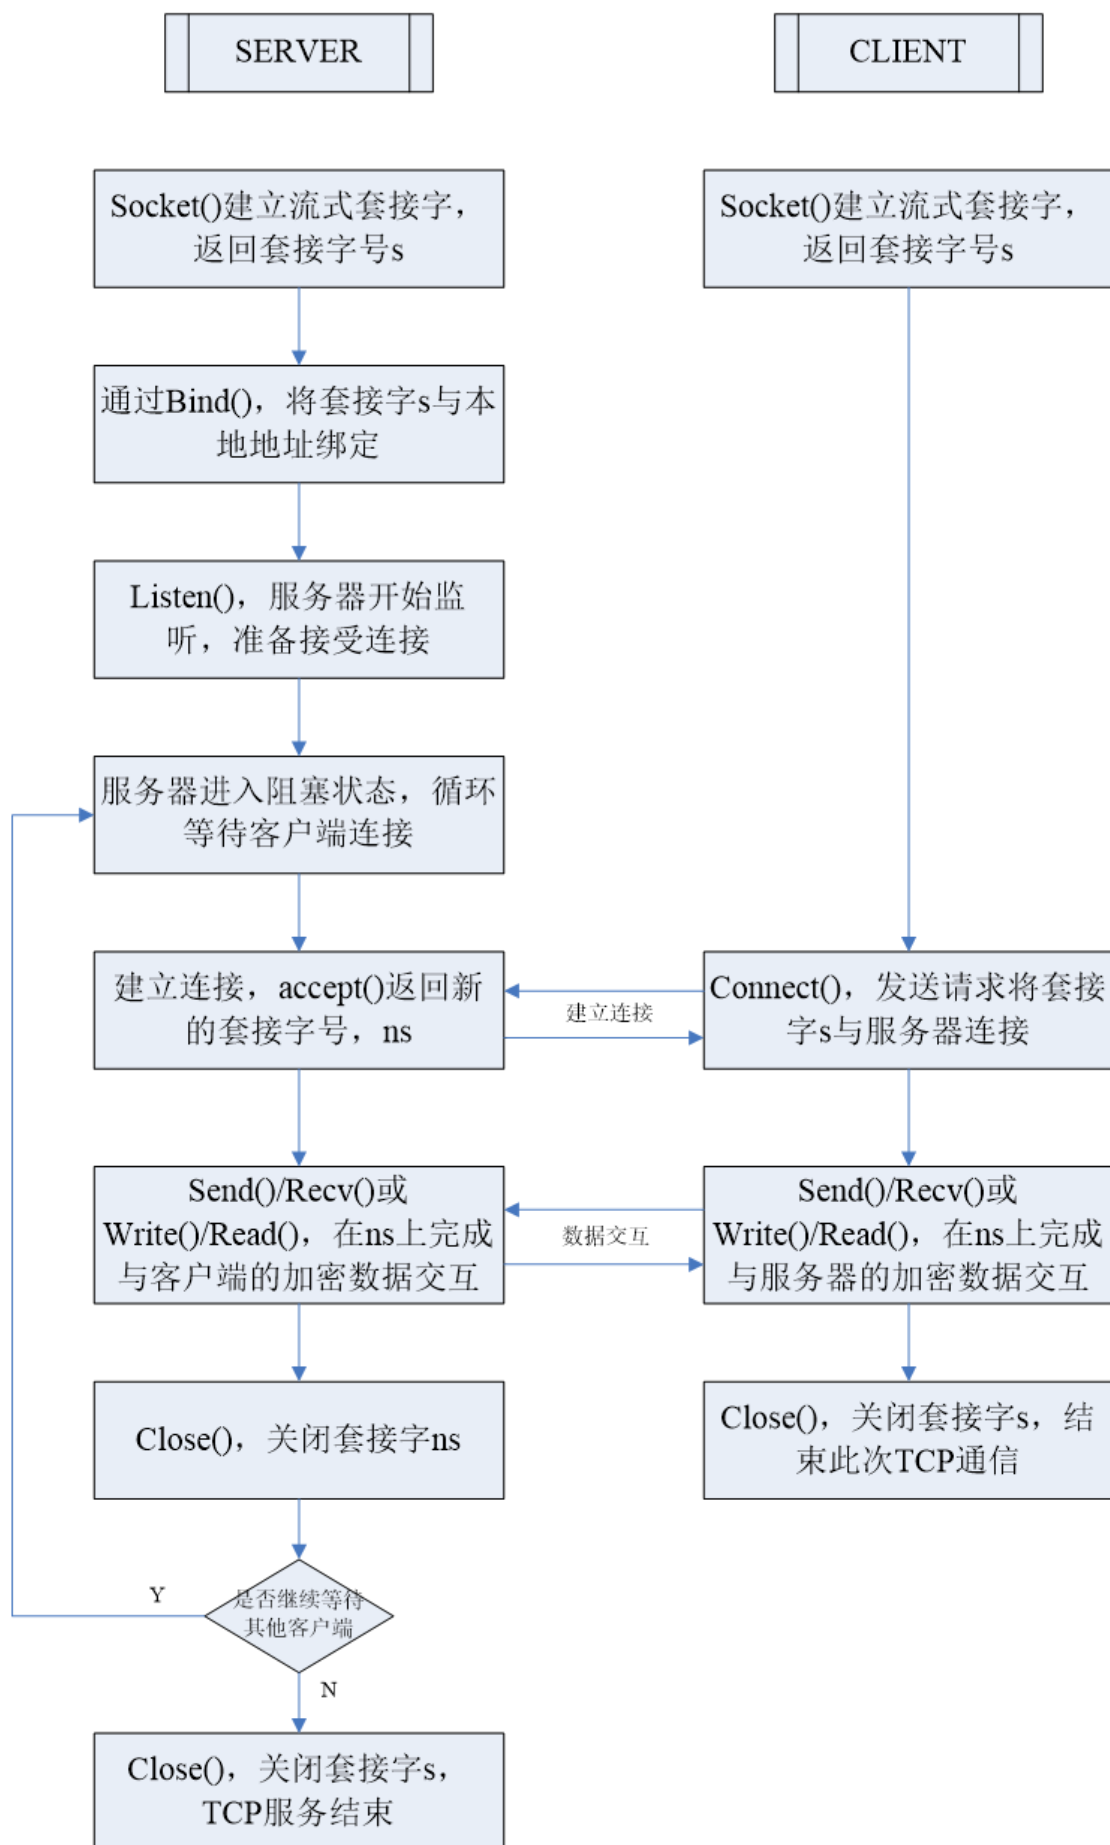 SERVER
CLIENT
Socket()建立流式套接字，
返回套接字号s
Socket()建立流式套接字，
返回套接字号s
通过Bind()，将套接字s与本
地地址绑定
Listen()，服务器开始监
听，准备接受连接
服务器进入阻塞状态，循环
等待客户端连接
建立连接，accept()返回新
的套接字号，ns
建立连接
Connect()，发送请求将套接
字s与服务器连接
Send()/Recv()或
Write()/Read()，在ns上完成
与客户端的加密数据交互
数据交互
Send()/Recv()或
Write()/Read()，在ns上完成
与服务器的加密数据交互
Close()，关闭套接字ns
Close()，关闭套接字s，结
束此次TCP通信
Y
是否继续等待
其他客户端
N
Close()，关闭套接字s，
TCP服务结束